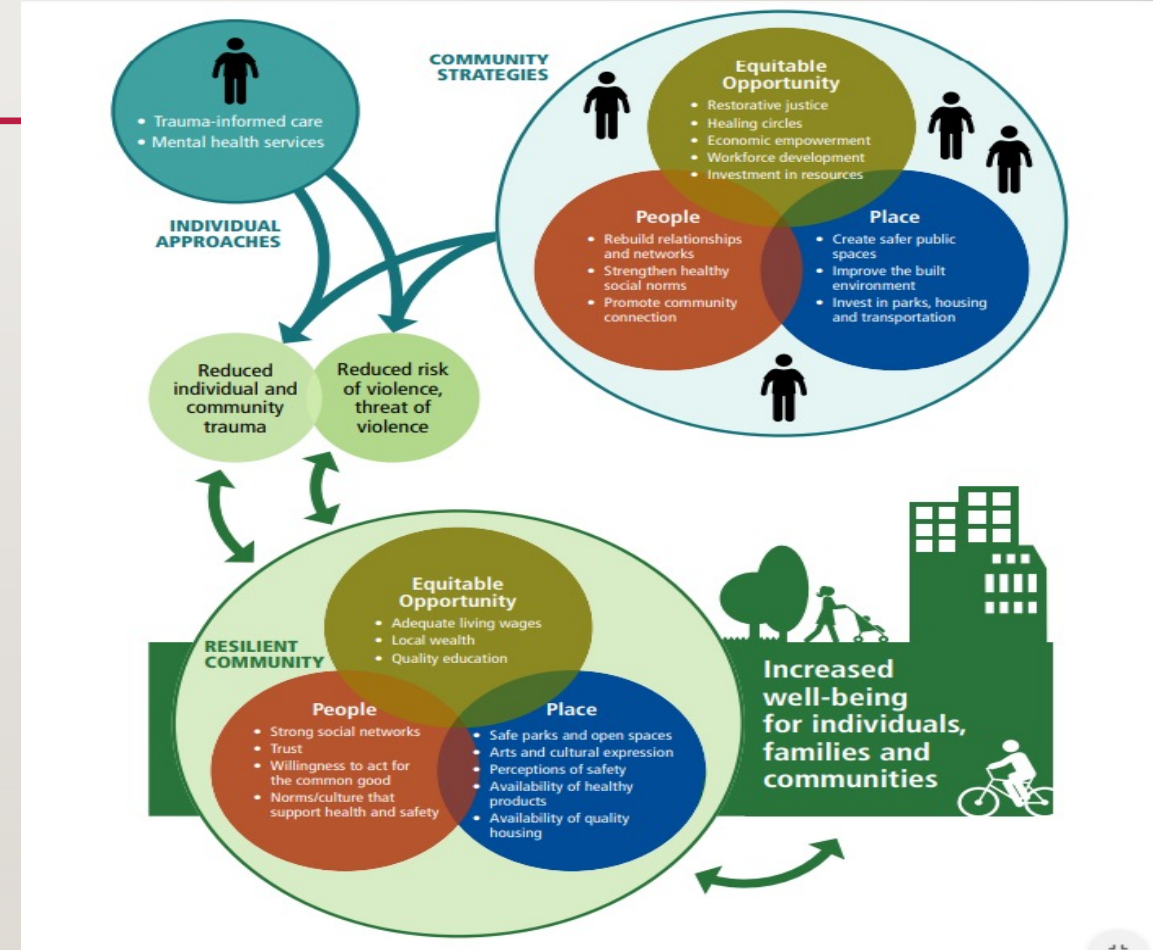 • Trauma-informed care
• Mental health services
INDIVIDUAL
APPROACHES
COMMUNITY
STRATEGIES
Equitable
Opportunity
• Restorative justice
• Healing circles
• Economic empowerment
• Workforce development
• Investment in resources
People
• Rebuild relationships
and networks
• Strengthen healthy
social norms
• Promote community
connection
Place
• Create safer public
spaces
• Improve the built
environment
• Invest in parks, housing
and transportation
Reduced
individual and
community
trauma
Reduced risk
of violence,
threat of
violence
RESILIENT
COMMUNITY
Equitable
Opportunity
• Adequate living wages
• Local wealth
• Quality education
People
• Strong social networks
• Trust
• Willingness to act for
the common good
• Norms/culture that
support health and safety
Place
• Safe parks and open spaces
• Arts and cultural expression
• Perceptions of safety
• Availability of healthy
products
• Availability of quality
housing
Increased
well-being
for individuals,
families and
communities